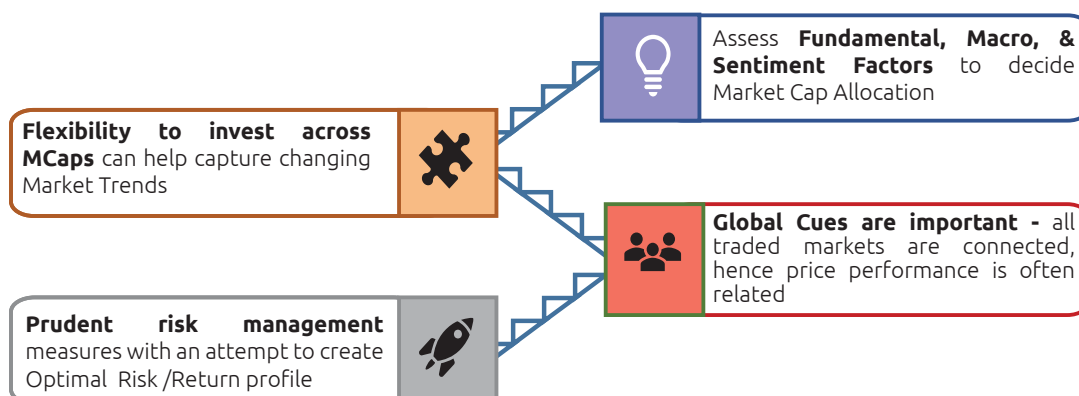 Assess Fundamental, Macro, &
Sentiment Factors to decide
Market Cap Allocation
Flexibility to invest across
MCaps can help capture changing
Market Trends
Global Cues are important - all
traded markets are connected,
hence price performance is often
related
Prudent risk management
measures with an attempt to create
Optimal Risk /Return profile